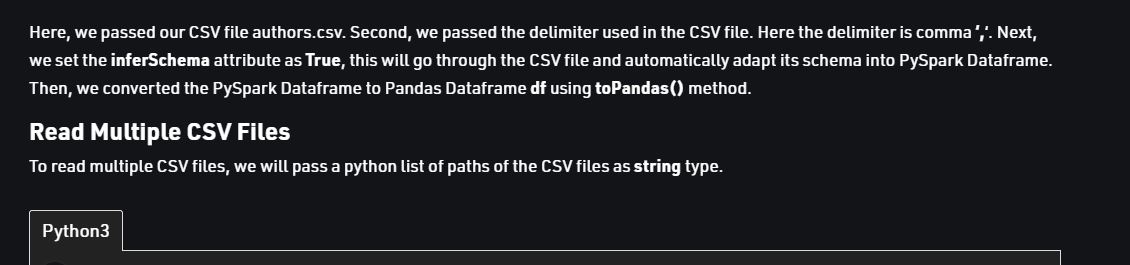 Here, we passed our CSV file authors.csv. Second, we passed the delimiter used in the CSV file. Here the delimiter is comma ‘,‘. Next,
we set the inferSchema attribute as True, this will go through the CSV file and automatically adapt its schema into PySpark Dataframe.
Then, we converted the PySpark Dataframe to Pandas Dataframe df using toPandas() method.
Read Multiple CSV Files
To read multiple CSV files, we will pass a python list of paths of the CSV files as string type.
Python3